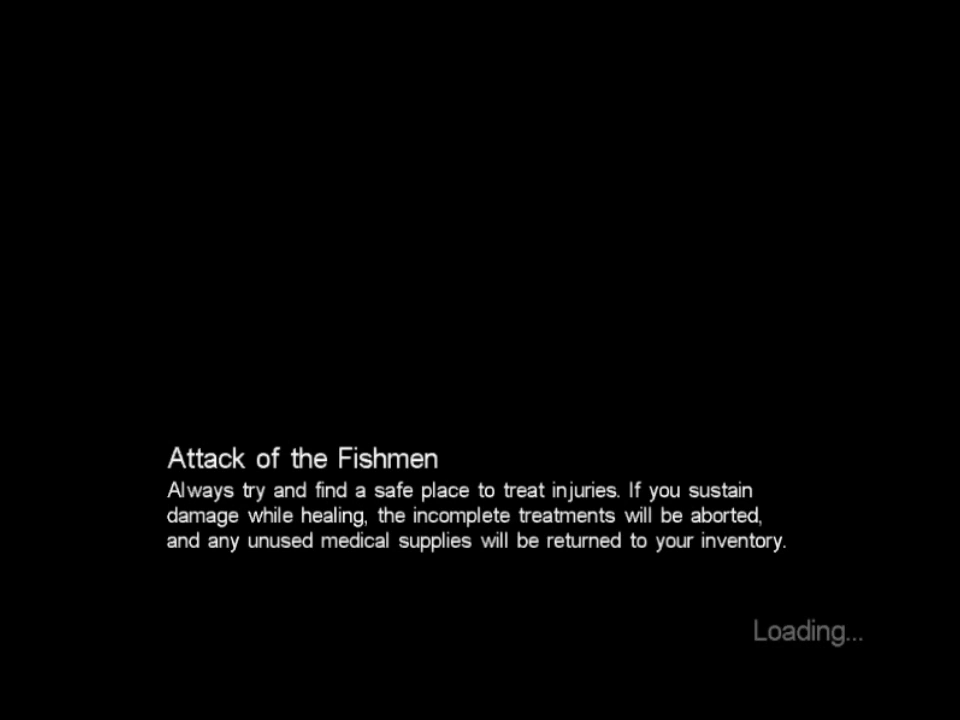 Attack of the Fishmen
Always try and find a safe place to treat injuries. If you sustain
damage while healing, the incomplete treatments will be aborted,
and any unused medical supplies will be returned to your inventory.
Loading...